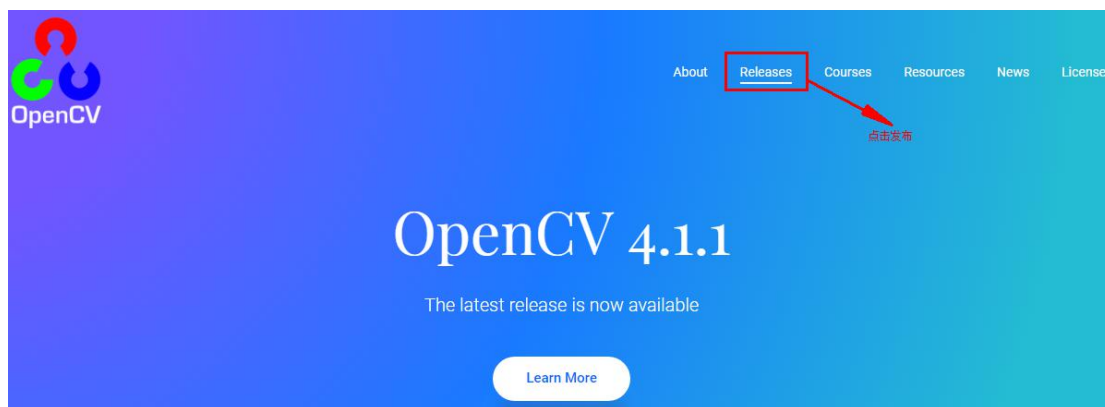 OpenCV
About Releases Courses Resources News License
点击发布
OpenCV 4.1.1
The latest release is now available
Learn More